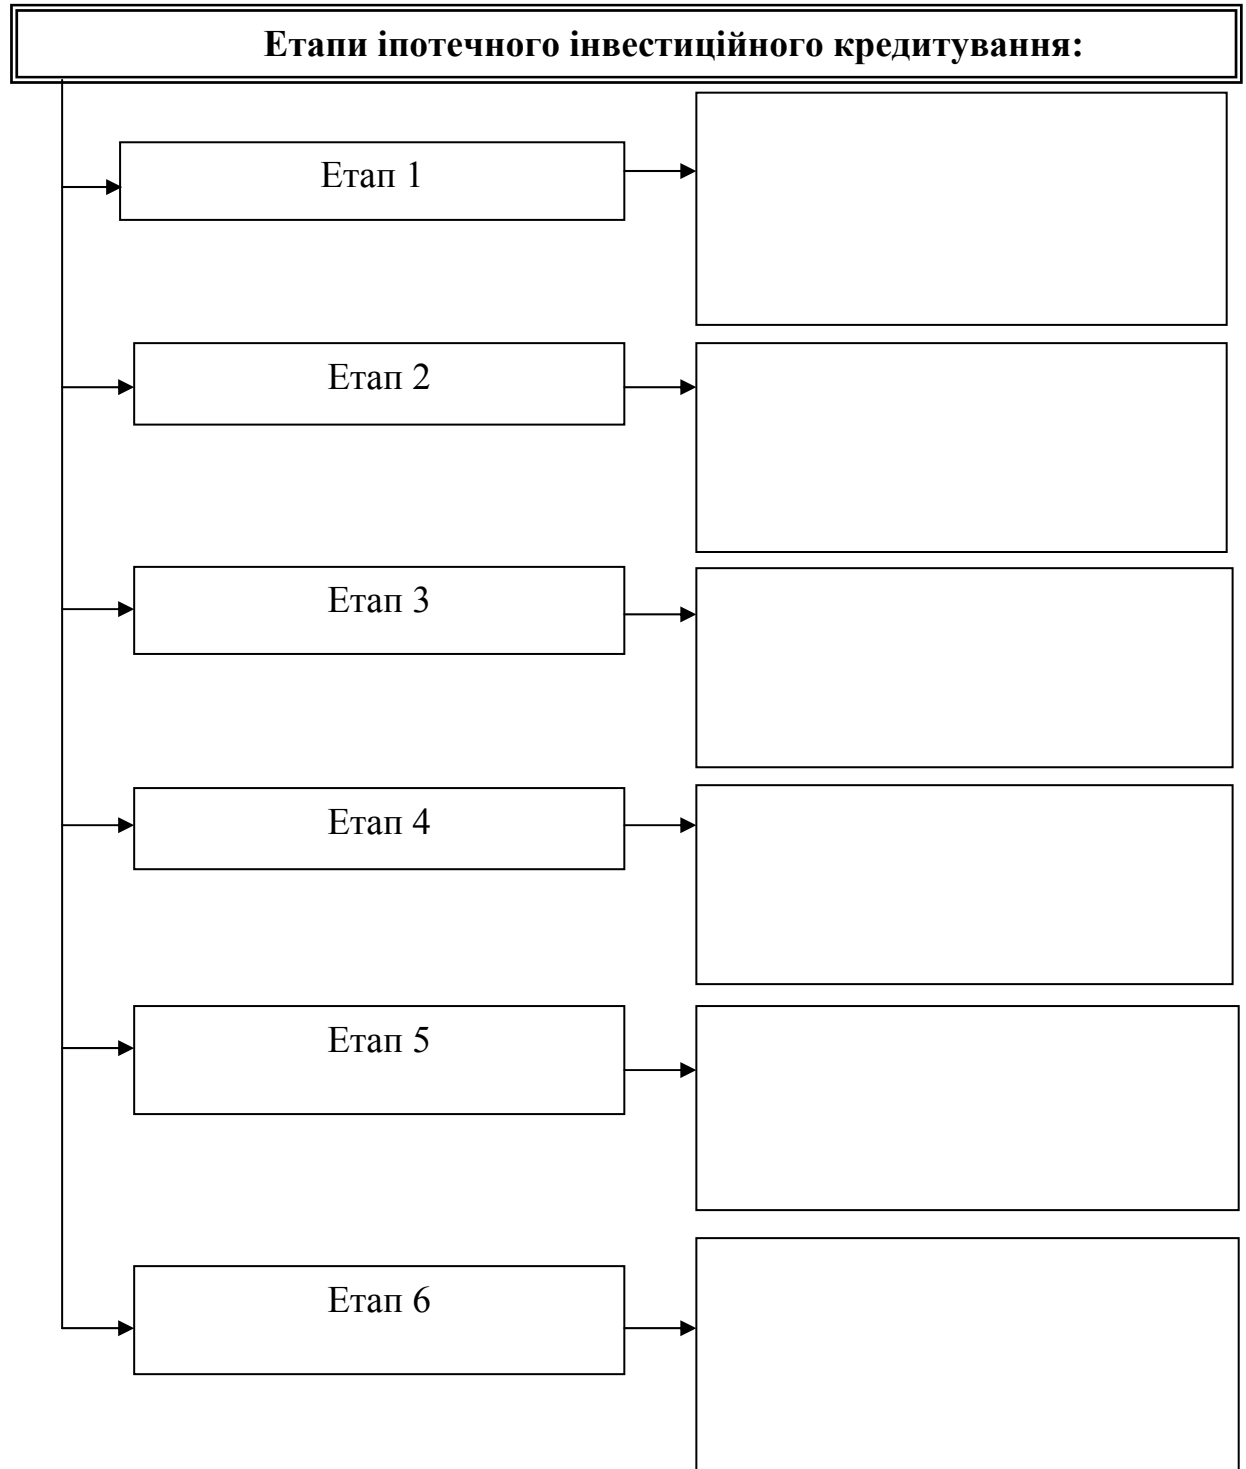 Етапи іпотечного інвестиційного кредитування:
Етап 1
Етап 2
Етап 3
Етап 4
Етап 5
Етап 6